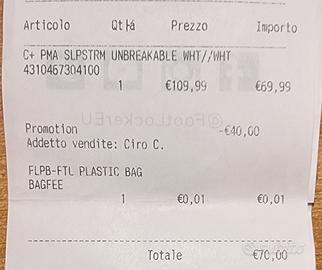 Articolo Qtà Prezzo Importo
C+ PMA SLPSTRM UNBREAKABLE WHT//WHT
4310467304100
1 €109,99 €69,99
@FootLockerEU
Promotion -€40,00
Addetto vendite: Ciro C.
FLPB-FTL PLASTIC BAG
BAGFEE
1 €0,01 €0,01
Totale €70,00